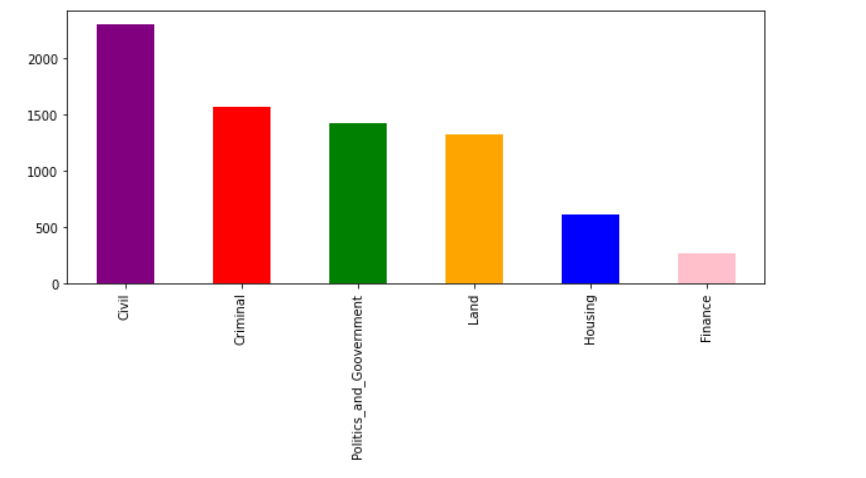 2000
1500
1000
500
0
Civil
Criminal
Politics_and_Goovernment
Land
Housing
Finance